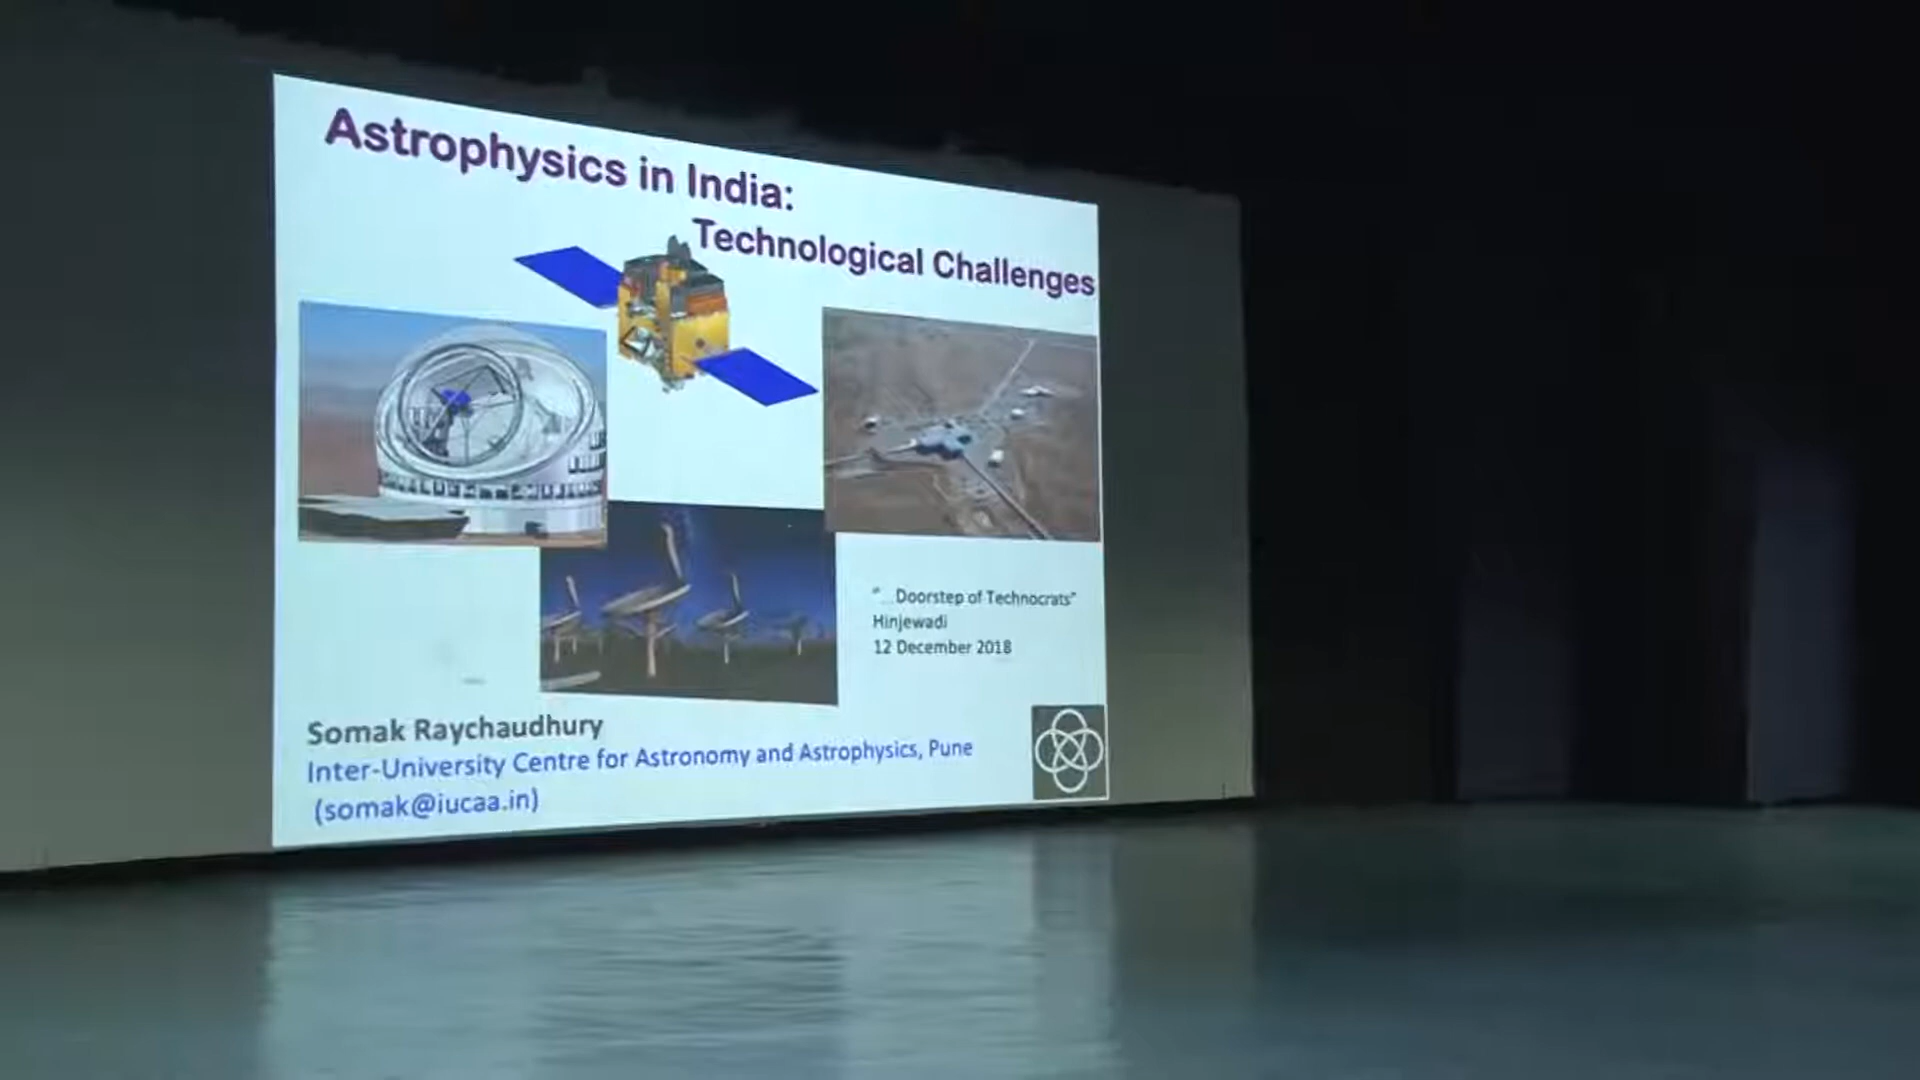 Astrophysics in India:
Technological Challenges
"...Doorstep of Technocrats"
Hinjewadi
12 December 2018
Somak Raychaudhury
Inter-University Centre for Astronomy and Astrophysics, Pune
(somak@iucaa.in)